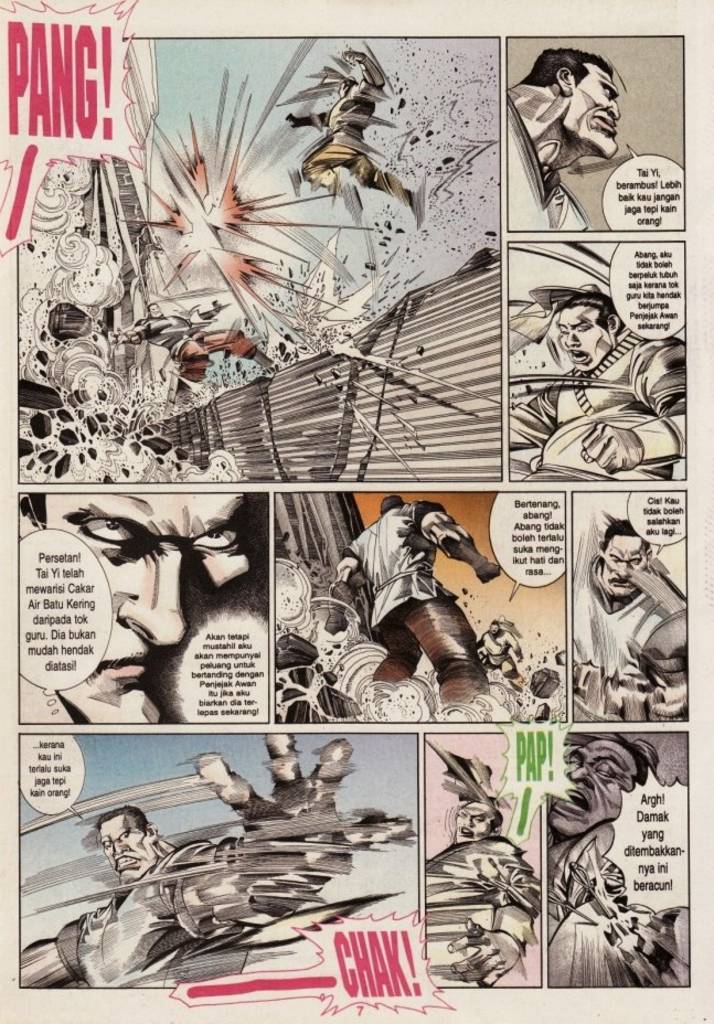 PANG!
Tai Yi,
berambus! Lebih
baik kau jangan
jaga tepi kain
orang!
Abang, aku
tidak boleh
berpeluk tubuh
saja kerana tok
guru kita hendak
berjumpa
Penjejak Awan
sekarang!
Persetan!
Tai Yi telah
mewarisi Cakar
Air Batu Kering
daripada tok
guru. Dia bukan
mudah hendak
diatasi!
Akan tetapi
mustahil aku
akan mempunyai
peluang untuk
bertanding dengan
Penjejak Awan
itu jika aku
biarkan dia ter-
lepas sekarang!
Bertenang,
abang!
Abang tidak
boleh terlalu
suka meng-
ikut hati dan
rasa...
Cis! Kau
tidak boleh
salahkan
aku lagi...
...kerana
kau ini
terlalu suka
jaga tepi
kain orang!
CHAK!
PAP!
Argh!
Damak
yang
ditembakkan-
nya ini
beracun!